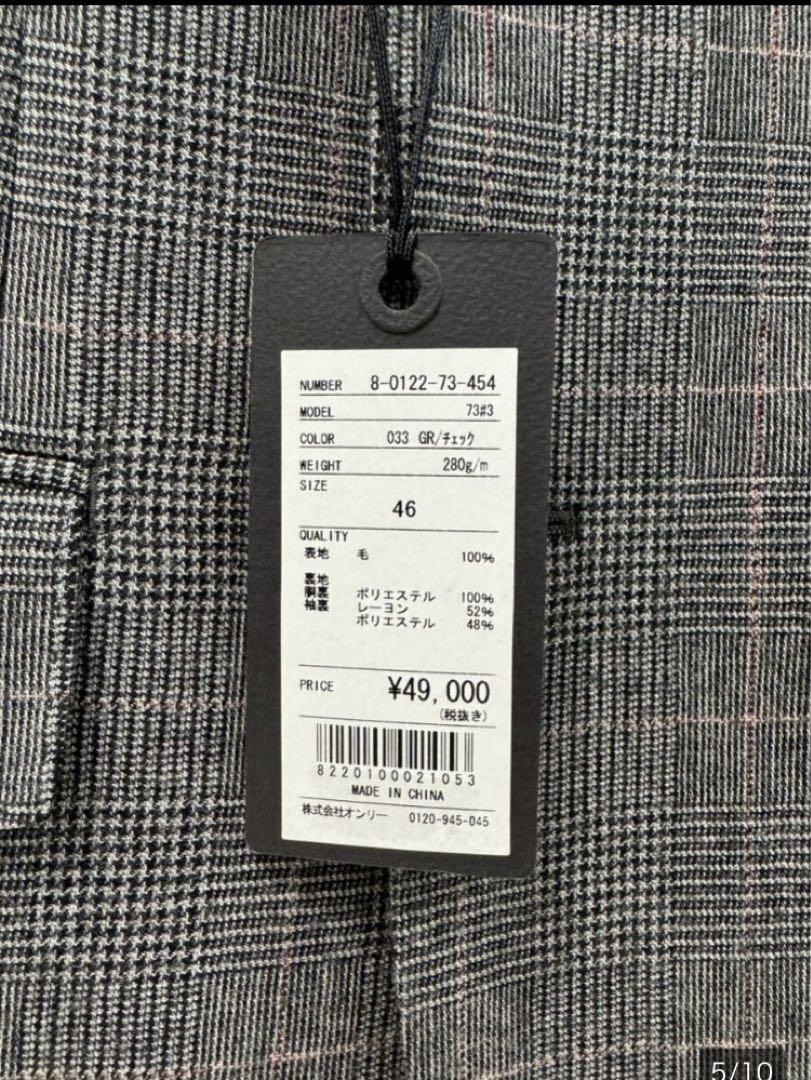 NUMBER 8-0122-73-454
MODEL 73#3
COLOR 033 GR/ﾁｪｯｸ
WEIGHT 280g/m
SIZE
46
QUALITY
表地 毛 100%
裏地
胴裏 ポリエステル 100%
袖裏 レーヨン 52%
ポリエステル 48%
PRICE ¥49,000
(税抜き)
8220100021053
MADE IN CHINA
株式会社オンリー 0120-945-045
5/10